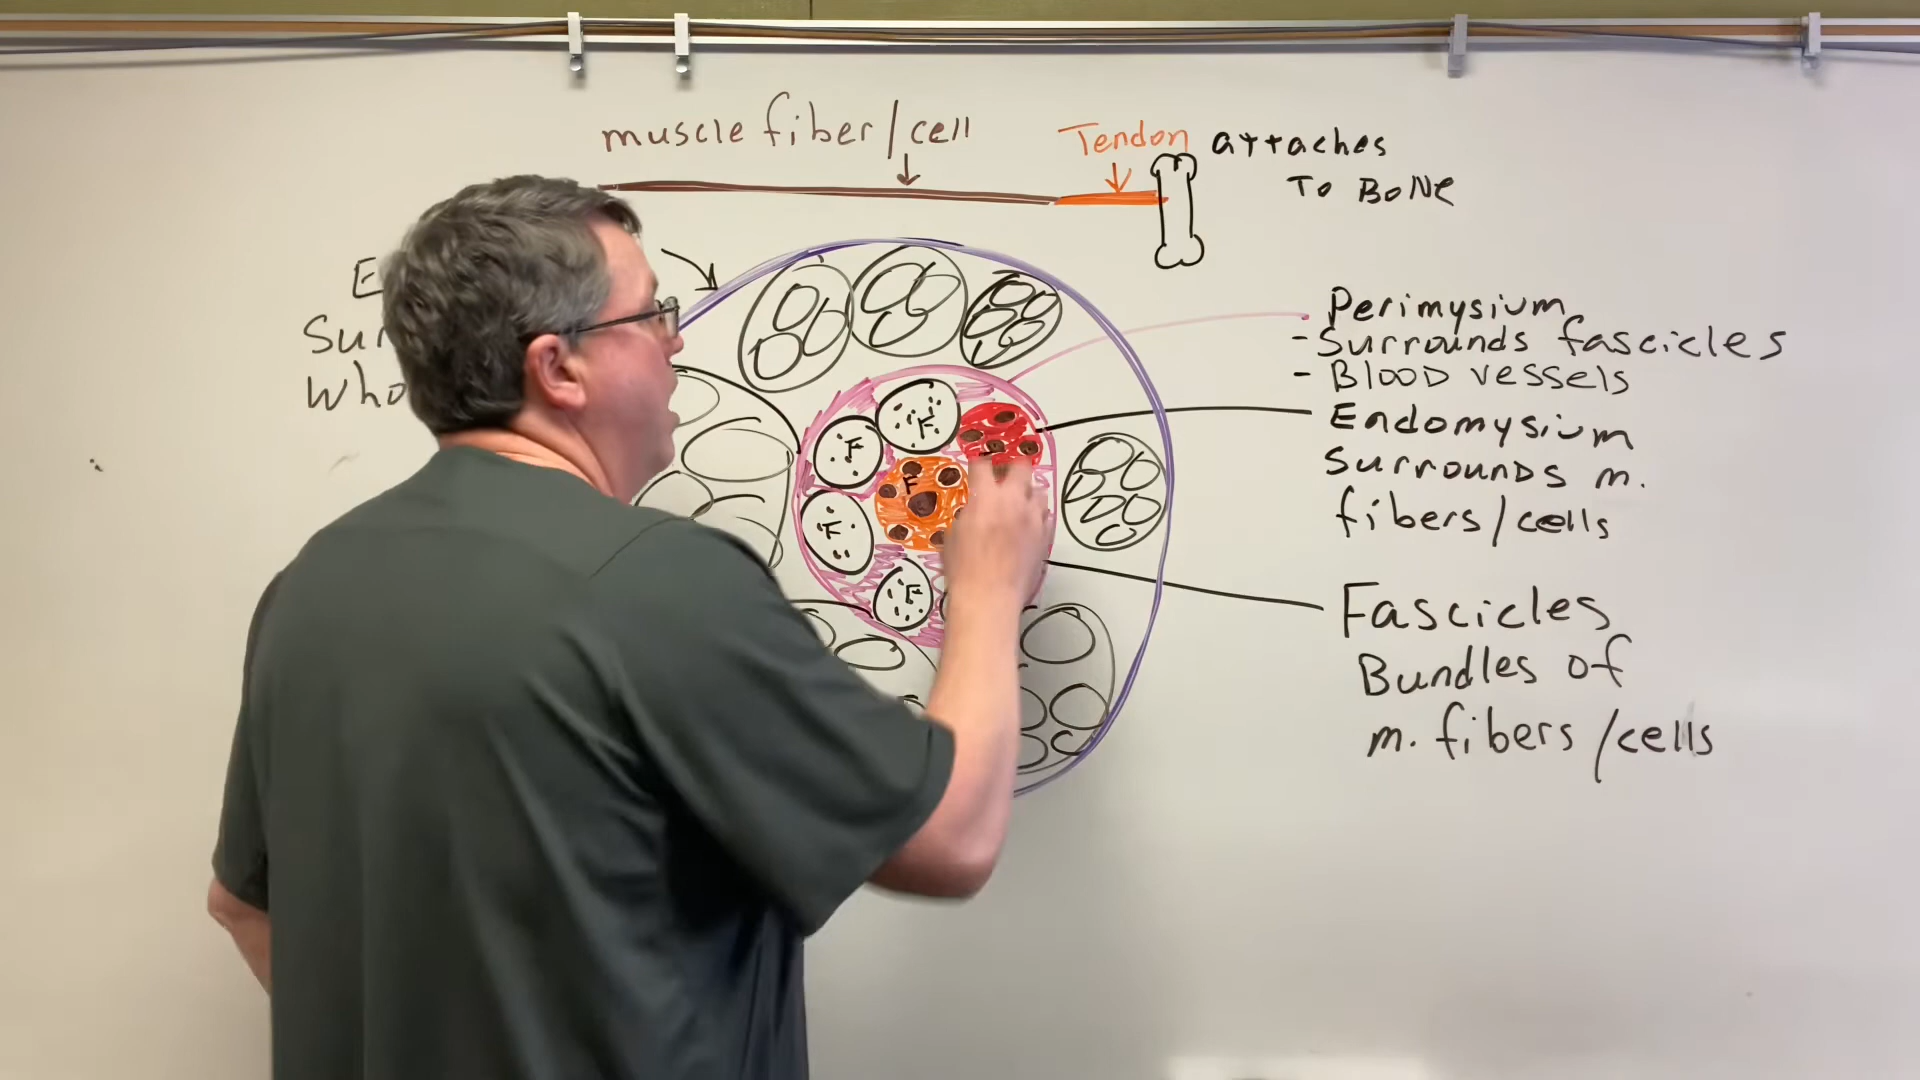 muscle fiber/cell
Tendon attaches
To BONE
Perimysium
- Surrounds fascicles
- Blood vessels
Endomysium
Surrounds m.
fibers/cells
Fascicles
Bundles of
m. fibers/cells
F
F
F
F
F